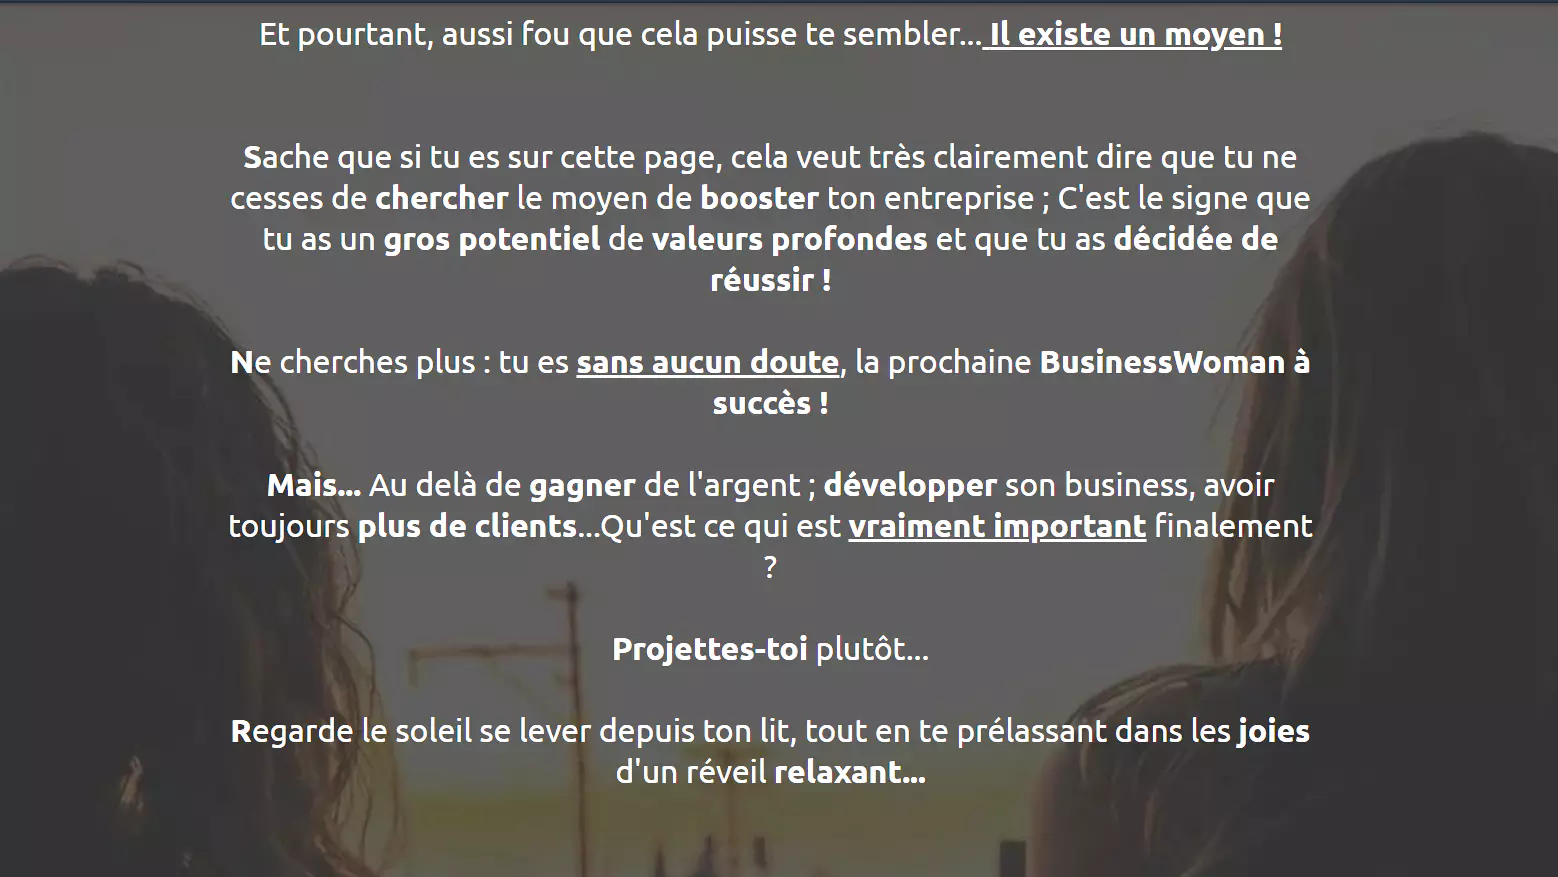 Et pourtant, aussi fou que cela puisse te sembler... Il existe un moyen !
Sache que si tu es sur cette page, cela veut très clairement dire que tu ne
cesses de chercher le moyen de booster ton entreprise ; C'est le signe que
tu as un gros potentiel de valeurs profondes et que tu as décidée de
réussir !
Ne cherches plus : tu es sans aucun doute, la prochaine BusinessWoman à
succès !
Mais... Au delà de gagner de l'argent ; développer son business, avoir
toujours plus de clients...Qu'est ce qui est vraiment important finalement
?
Projettes-toi plutôt...
Regarde le soleil se lever depuis ton lit, tout en te prélassant dans les joies
d'un réveil relaxant...